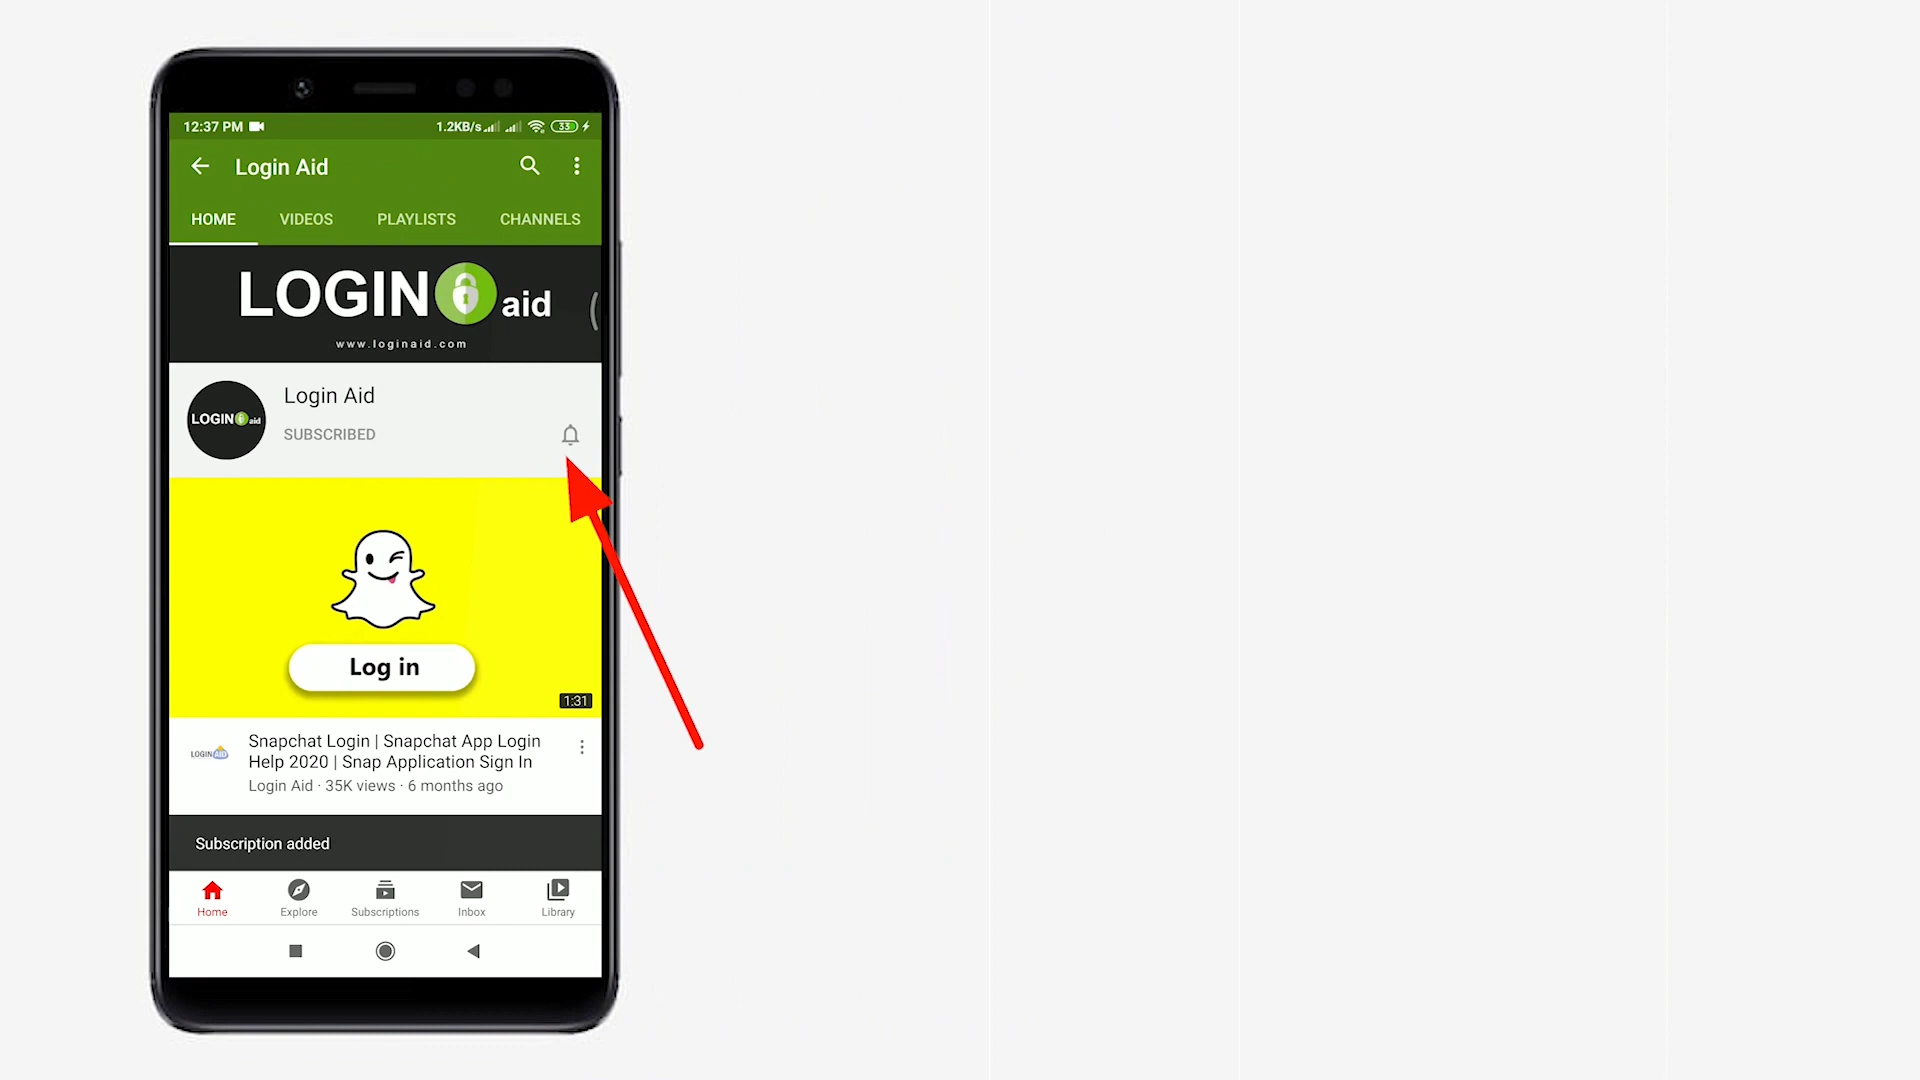 12:37 PM 1.2KB/s 33
Login Aid
HOME VIDEOS PLAYLISTS CHANNELS
LOGIN aid
www.loginaid.com
LOGIN aid
Login Aid
SUBSCRIBED
Log in
1:31
LOGIN AID
Snapchat Login | Snapchat App Login
Help 2020 | Snap Application Sign In
Login Aid · 35K views · 6 months ago
Subscription added
Home Explore Subscriptions Inbox Library